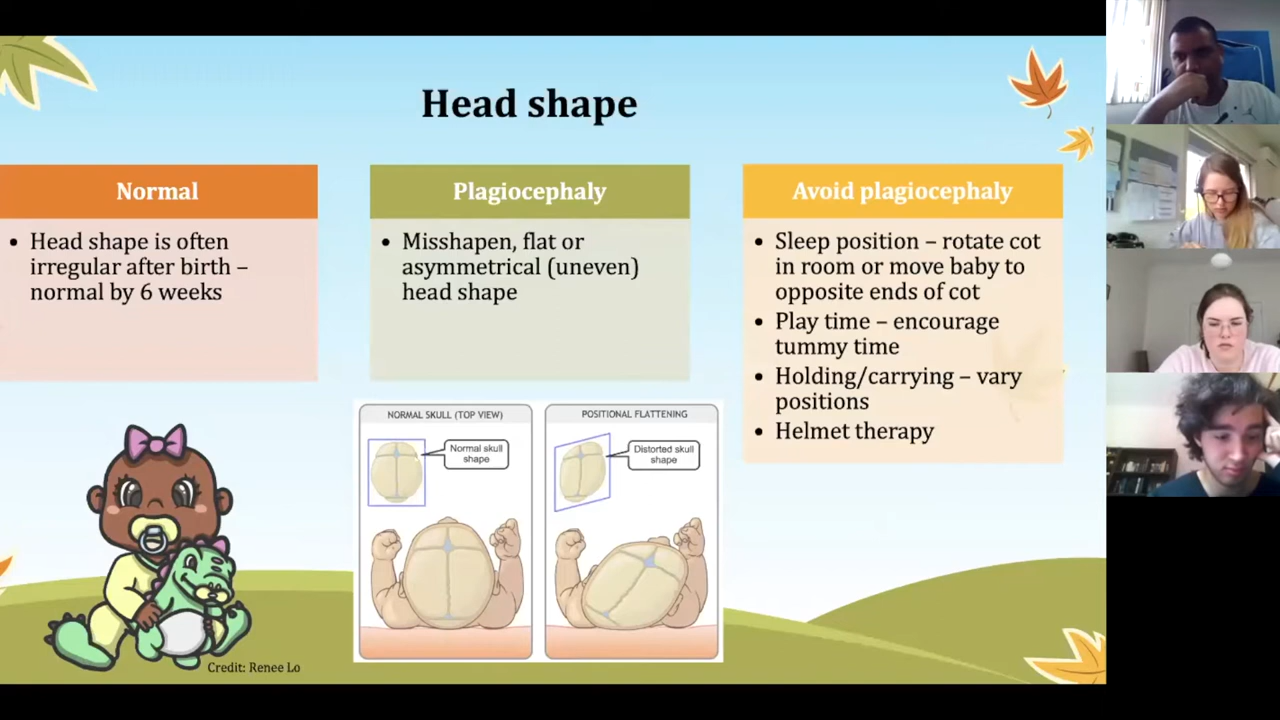 Head shape
Normal
• Head shape is often
irregular after birth –
normal by 6 weeks
Plagiocephaly
• Misshapen, flat or
asymmetrical (uneven)
head shape
Avoid plagiocephaly
• Sleep position – rotate cot
in room or move baby to
opposite ends of cot
• Play time – encourage
tummy time
• Holding/carrying – vary
positions
• Helmet therapy
NORMAL SKULL (TOP VIEW)
Normal skull
shape
POSITIONAL FLATTENING
Distorted skull
shape
Credit: Renee Lo